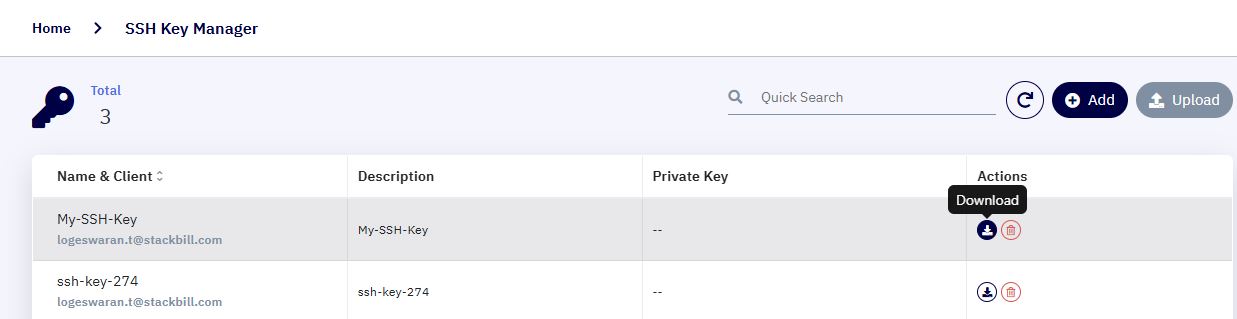 Home > SSH Key Manager
Total
3
Quick Search
Add
Upload
Name & Client Description Private Key Actions
Download
My-SSH-Key
logeswaran.t@stackbill.com
My-SSH-Key
--
ssh-key-274
logeswaran.t@stackbill.com
ssh-key-274
--